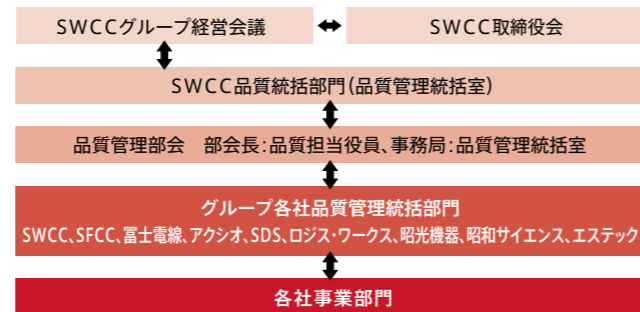 SWCCグループ経営会議
SWCC取締役会
SWCC品質統括部門(品質管理統括室)
品質管理部会　部会長:品質担当役員、事務局:品質管理統括室
グループ各社品質管理統括部門
SWCC、SFCC、冨士電線、アクシオ、SDS、ロジス・ワークス、昭光機器、昭和サイエンス、エステック
各社事業部門